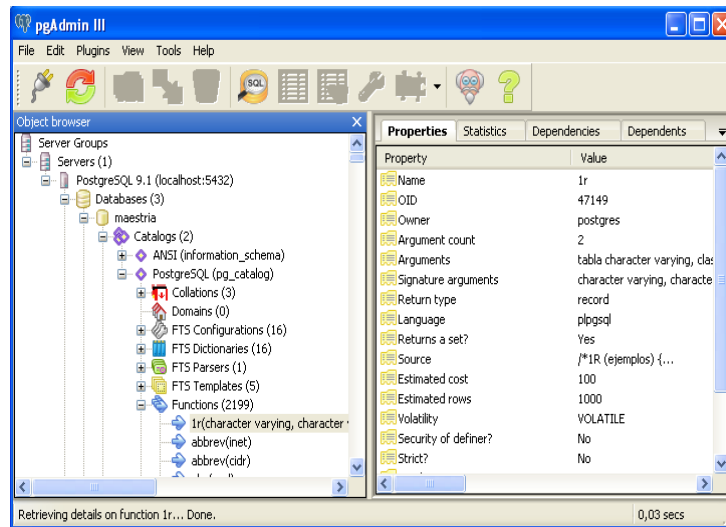 pgAdmin III
File Edit Plugins View Tools Help
SQL
Object browser
Server Groups
Servers (1)
PostgreSQL 9.1 (localhost:5432)
Databases (3)
maestria
Catalogs (2)
ANSI (information_schema)
PostgreSQL (pg_catalog)
Collations (3)
Domains (0)
FTS Configurations (16)
FTS Dictionaries (16)
FTS Parsers (1)
FTS Templates (5)
Functions (2199)
1r(character varying, character
abbrev(inet)
abbrev(cidr)
Properties Statistics Dependencies Dependents
Property Value
Name 1r
OID 47149
Owner postgres
Argument count 2
Arguments tabla character varying, clas
Signature arguments character varying, characte
Return type record
Language plpgsql
Returns a set? Yes
Source /*1R (ejemplos) {...
Estimated cost 100
Estimated rows 1000
Volatility VOLATILE
Security of definer? No
Strict? No
Retrieving details on function 1r... Done. 0,03 secs